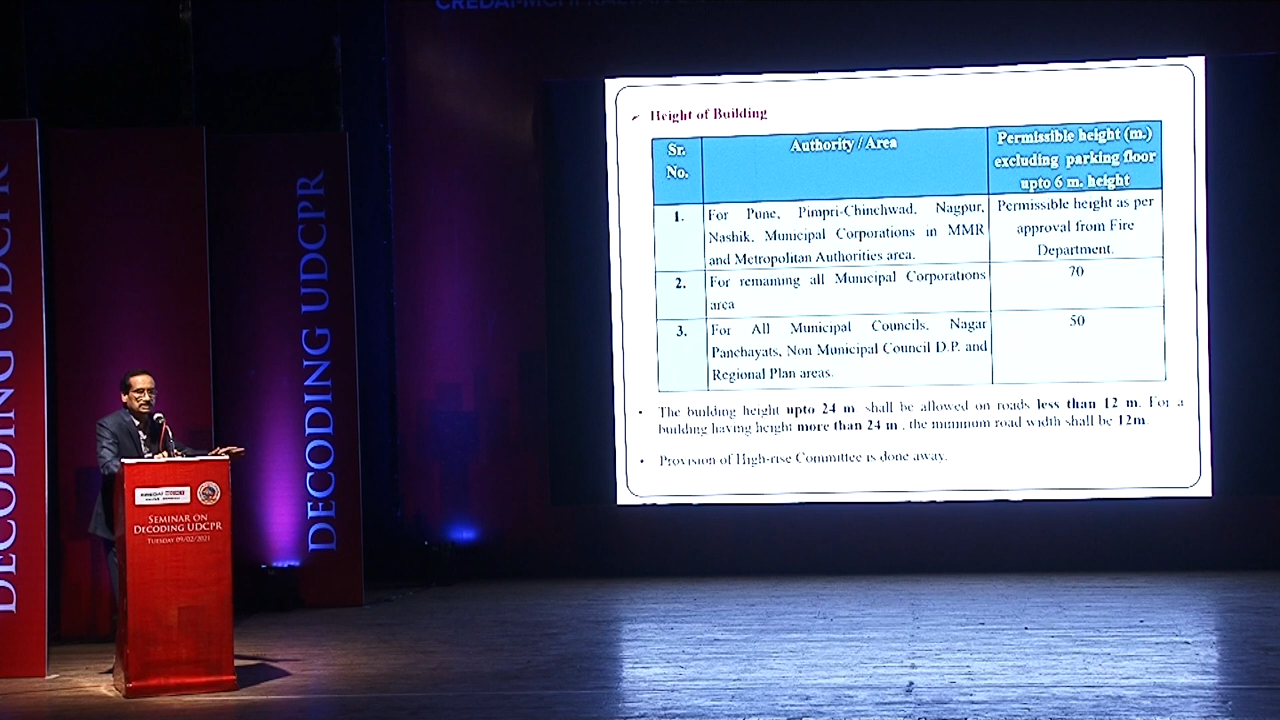 CREDAI-MCHI
Height of Building
Sr. No.
Authority / Area
Permissible height (m.)
excluding parking floor
upto 6 m. height
1.
For Pune, Pimpri-Chinchwad, Nagpur,
Nashik, Municipal Corporations in MMR
and Metropolitan Authorities area.
Permissible height as per
approval from Fire
Department.
2.
For remaining all Municipal Corporations
area
70
3.
For All Municipal Councils, Nagar
Panchayats, Non Municipal Council D.P. and
Regional Plan areas.
50
• The building height upto 24 m shall be allowed on roads less than 12 m. For a
building having height more than 24 m , the minimum road width shall be 12m.
• Provision of High-rise Committee is done away.
DECODING UDCPR
DECODING UDCPR
CREDAI MCHI
SEMINAR ON
DECODING UDCPR
TUESDAY 09/02/2021